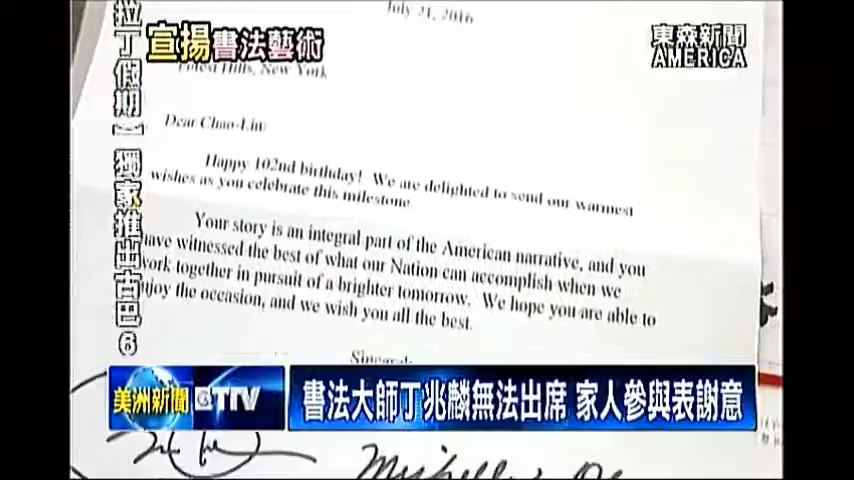 宣揚書法藝術
東森新聞
AMERICA
拉丁假期】獨家推出古巴6
July 21, 2016
Forest Hills, New York
Dear Chao-Lin:
Happy 102nd birthday! We are delighted to send our warmest
wishes as you celebrate this milestone.
Your story is an integral part of the American narrative, and you
have witnessed the best of what our Nation can accomplish when we
work together in pursuit of a brighter tomorrow. We hope you are able to
enjoy the occasion, and we wish you all the best.
美洲新聞 ETTV
書法大師丁兆麟無法出席 家人參與表謝意